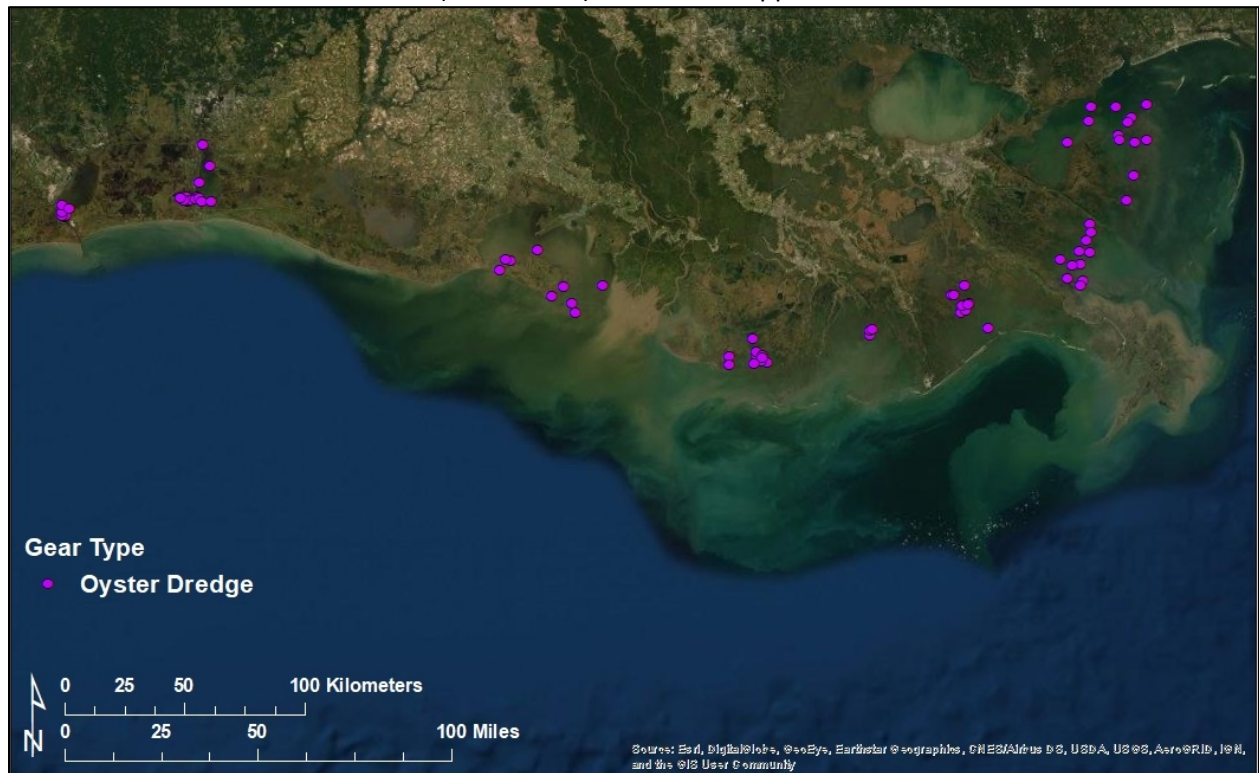 Gear Type
Oyster Dredge
0 25 50 100 Kilometers
0 25 50 100 Miles
N
Source: Esri, DigitalGlobe, GeoEye, Earthstar Geographics, CNES/Airbus DS, USDA, USGS, AeroGRID, IGN,
and the GIS User Community